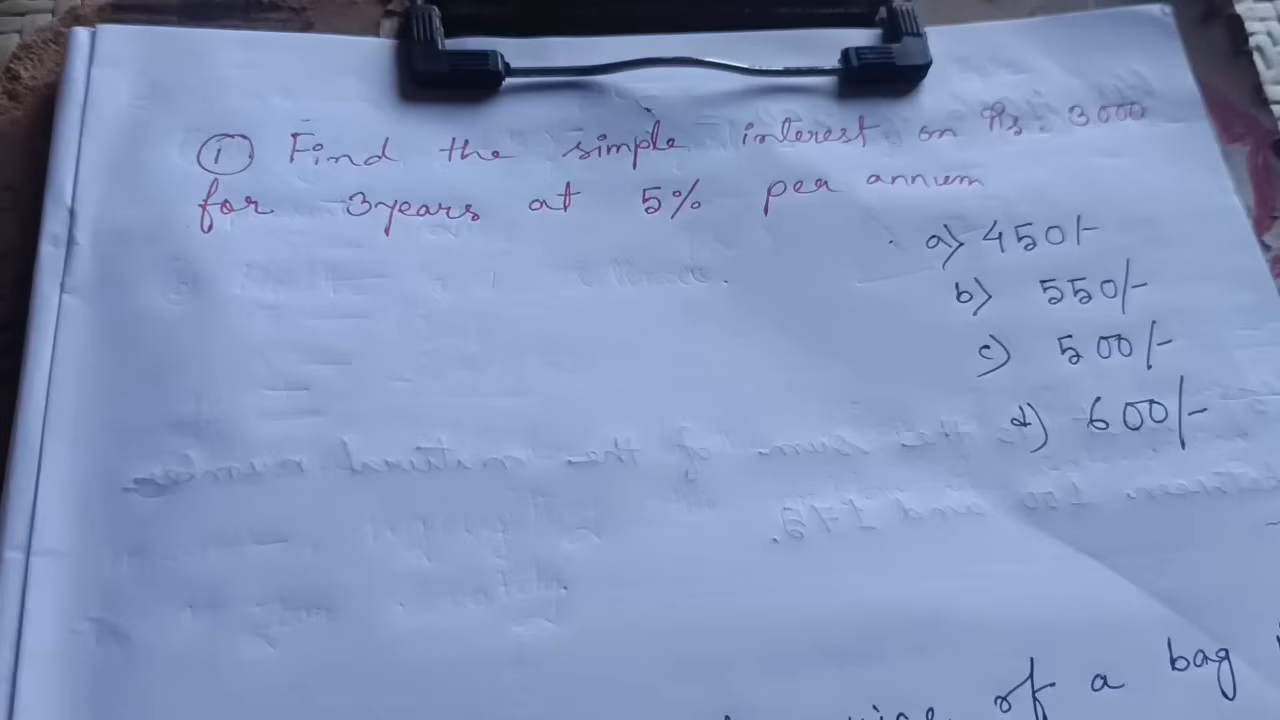 ① Find the simple interest on Rs. 3000
for 3years at 5% per annum
a) 450/-
b) 550/-
c) 500/-
d) 600/-
of a bag